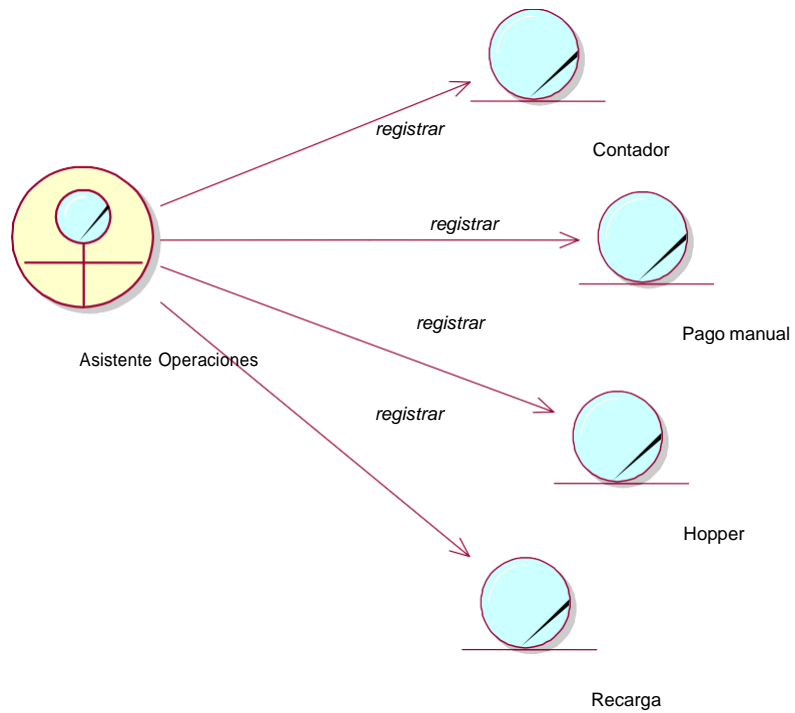 registrar
Contador
registrar
Pago manual
registrar
Asistente Operaciones
registrar
Hopper
Recarga